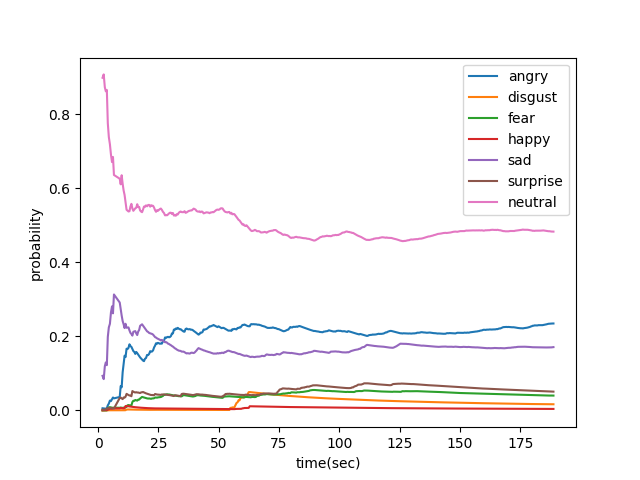 angry
disgust
fear
happy
sad
surprise
neutral
probability
0.8
0.6
0.4
0.2
0.0
0 25 50 75 100 125 150 175
time(sec)